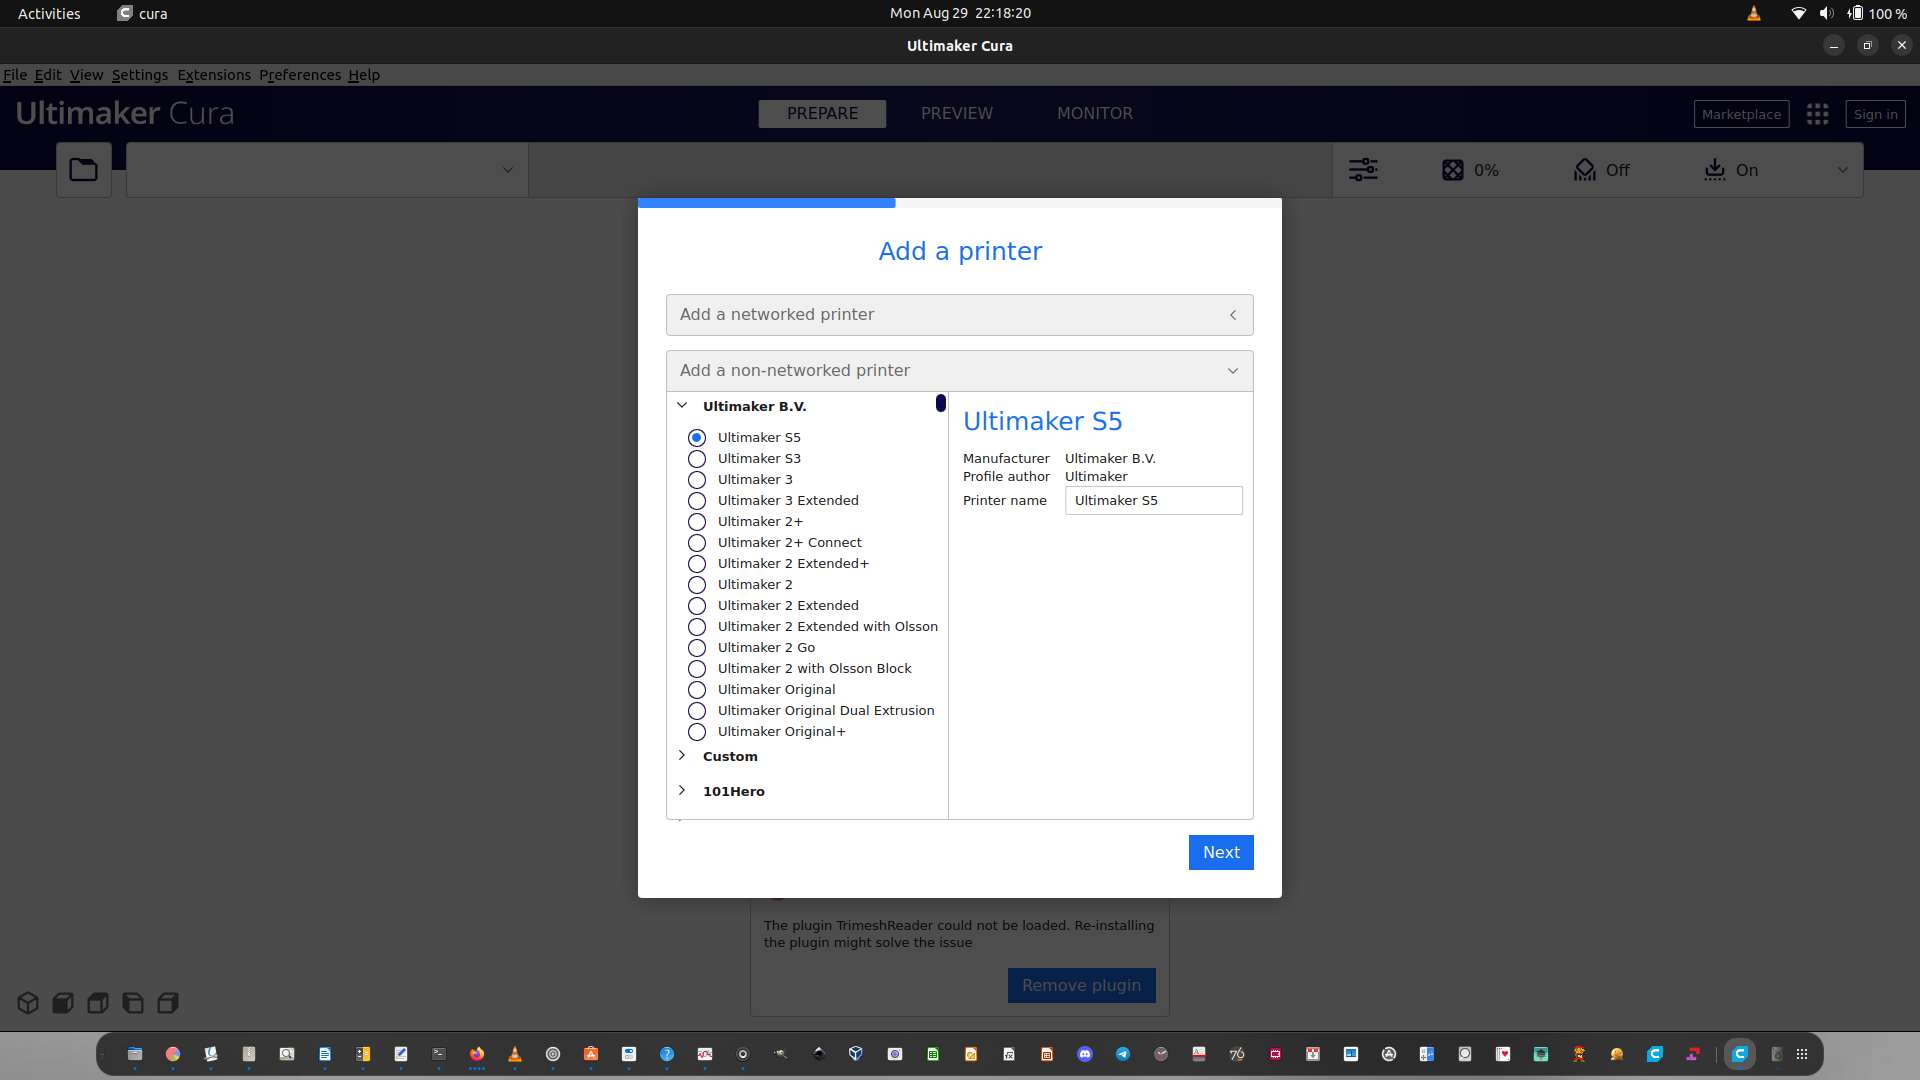 Activities cura Mon Aug 29 22:18:20 100 %
Ultimaker Cura
File Edit View Settings Extensions Preferences Help
Ultimaker Cura PREPARE PREVIEW MONITOR Marketplace Sign in
0% Off On
Add a printer
Add a networked printer
Add a non-networked printer
Ultimaker B.V.
Ultimaker S5
Ultimaker S3
Ultimaker 3
Ultimaker 3 Extended
Ultimaker 2+
Ultimaker 2+ Connect
Ultimaker 2 Extended+
Ultimaker 2
Ultimaker 2 Extended
Ultimaker 2 Extended with Olsson
Ultimaker 2 Go
Ultimaker 2 with Olsson Block
Ultimaker Original
Ultimaker Original Dual Extrusion
Ultimaker Original+
Custom
101Hero
Ultimaker S5
Manufacturer Ultimaker B.V.
Profile author Ultimaker
Printer name Ultimaker S5
Next
The plugin TrimeshReader could not be loaded. Re-installing
the plugin might solve the issue
Remove plugin